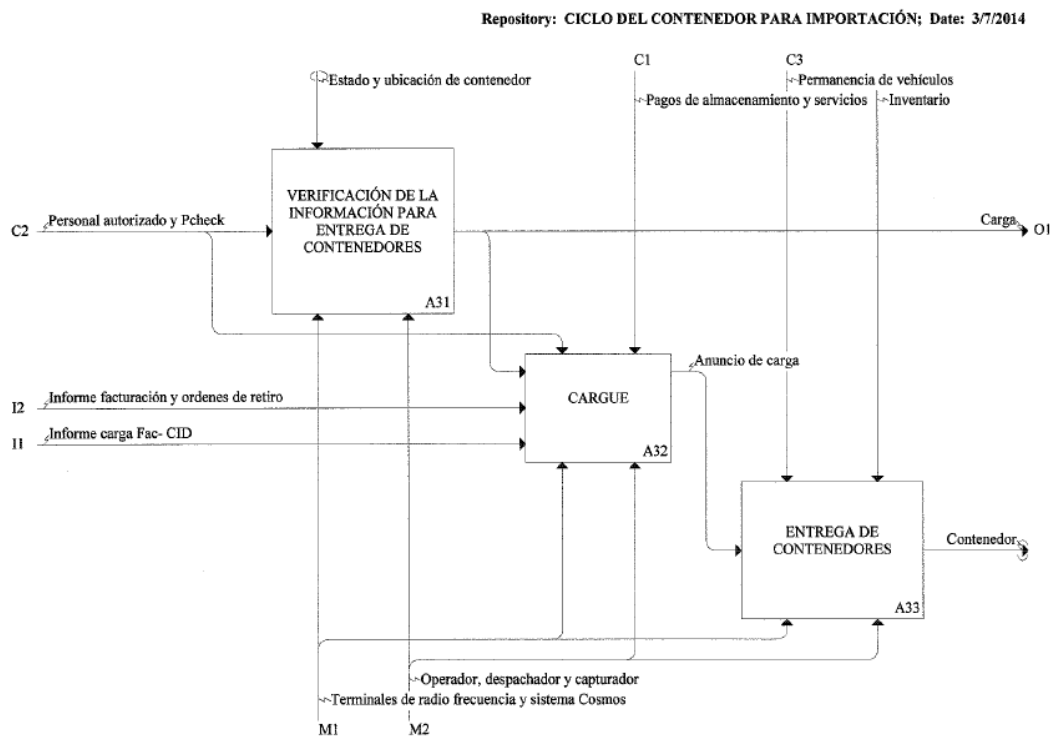 Repository: CICLO DEL CONTENEDOR PARA IMPORTACIÓN; Date: 3/7/2014
C1
C3
Estado y ubicación de contenedor
Permanencia de vehículos
Pagos de almacenamiento y servicios
Inventario
VERIFICACIÓN DE LA
INFORMACIÓN PARA
ENTREGA DE
CONTENEDORES
A31
C2
Personal autorizado y Pcheck
Carga
O1
Anuncio de carga
CARGUE
A32
I2
Informe facturación y ordenes de retiro
I1
Informe carga Fac- CID
ENTREGA DE
CONTENEDORES
A33
Contenedor
Operador, despachador y capturador
Terminales de radio frecuencia y sistema Cosmos
M1
M2